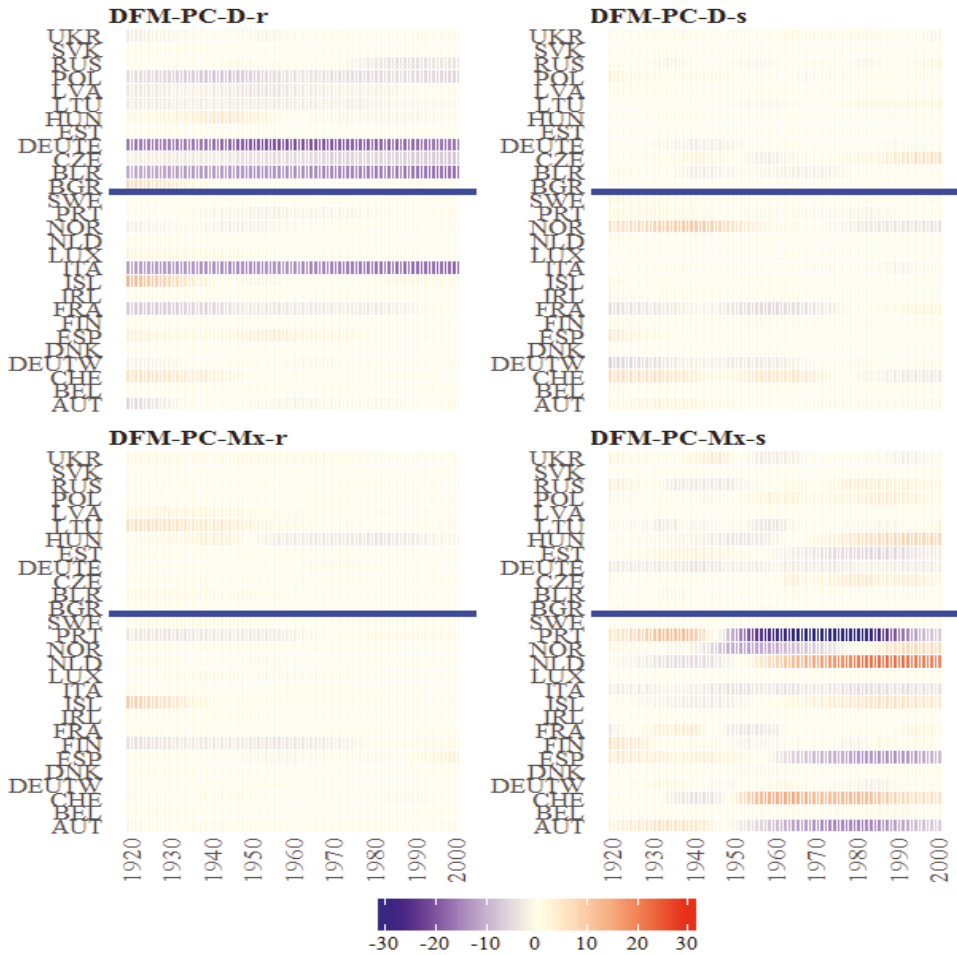 DFM-PC-D-r
UKR
SVK
RUS
POL
LVA
LTU
HUN
EST
DEUTE
CZE
BLR
BGR
SWE
PRT
NOR
NLD
LUX
ITA
ISL
IRL
FRA
FIN
ESP
DNK
DEUTW
CHE
BEL
AUT
DFM-PC-D-s
UKR
SVK
RUS
POL
LVA
LTU
HUN
EST
DEUTE
CZE
BLR
BGR
SWE
PRT
NOR
NLD
LUX
ITA
ISL
IRL
FRA
FIN
ESP
DNK
DEUTW
CHE
BEL
AUT
DFM-PC-Mx-r
UKR
SVK
RUS
POL
LVA
LTU
HUN
EST
DEUTE
CZE
BLR
BGR
SWE
PRT
NOR
NLD
LUX
ITA
ISL
IRL
FRA
FIN
ESP
DNK
DEUTW
CHE
BEL
AUT
1920 1930 1940 1950 1960 1970 1980 1990 2000
DFM-PC-Mx-s
UKR
SVK
RUS
POL
LVA
LTU
HUN
EST
DEUTE
CZE
BLR
BGR
SWE
PRT
NOR
NLD
LUX
ITA
ISL
IRL
FRA
FIN
ESP
DNK
DEUTW
CHE
BEL
AUT
1920 1930 1940 1950 1960 1970 1980 1990 2000
-30 -20 -10 0 10 20 30